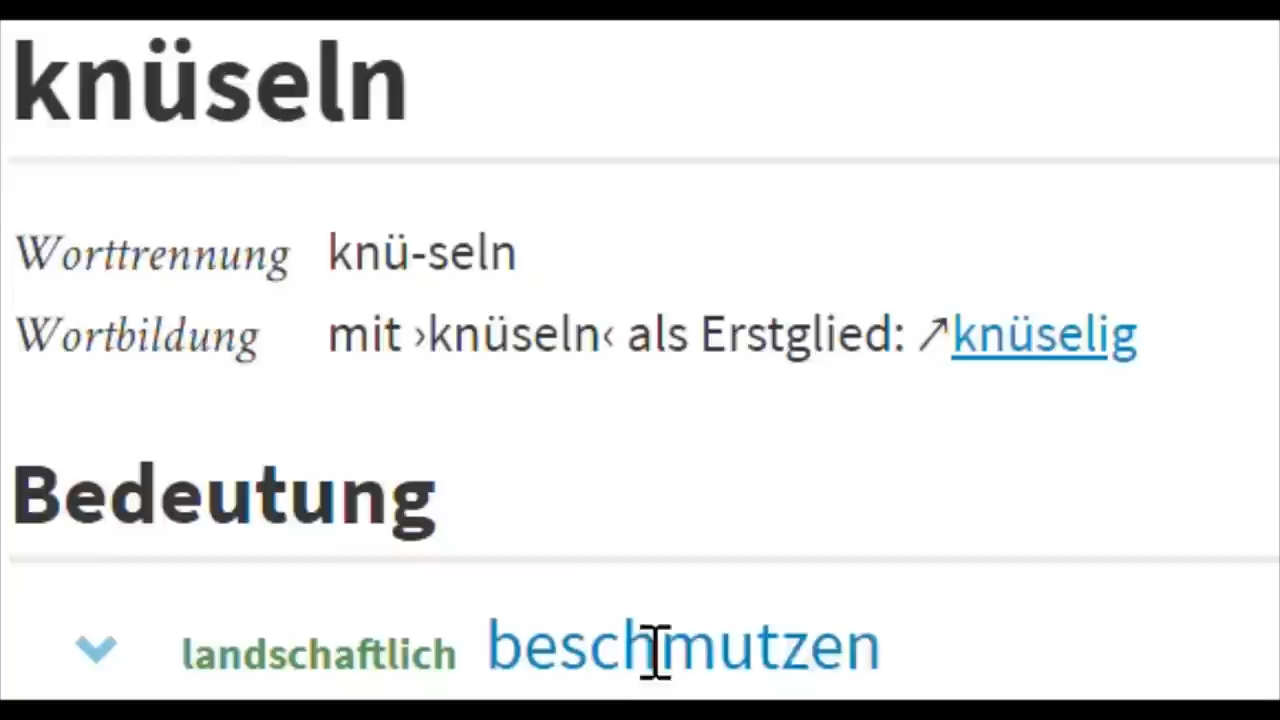 knüseln
Worttrennung knü-seln
Wortbildung mit ›knüseln‹ als Erstglied: ↗knüselig
Bedeutung
landschaftlich beschmutzen